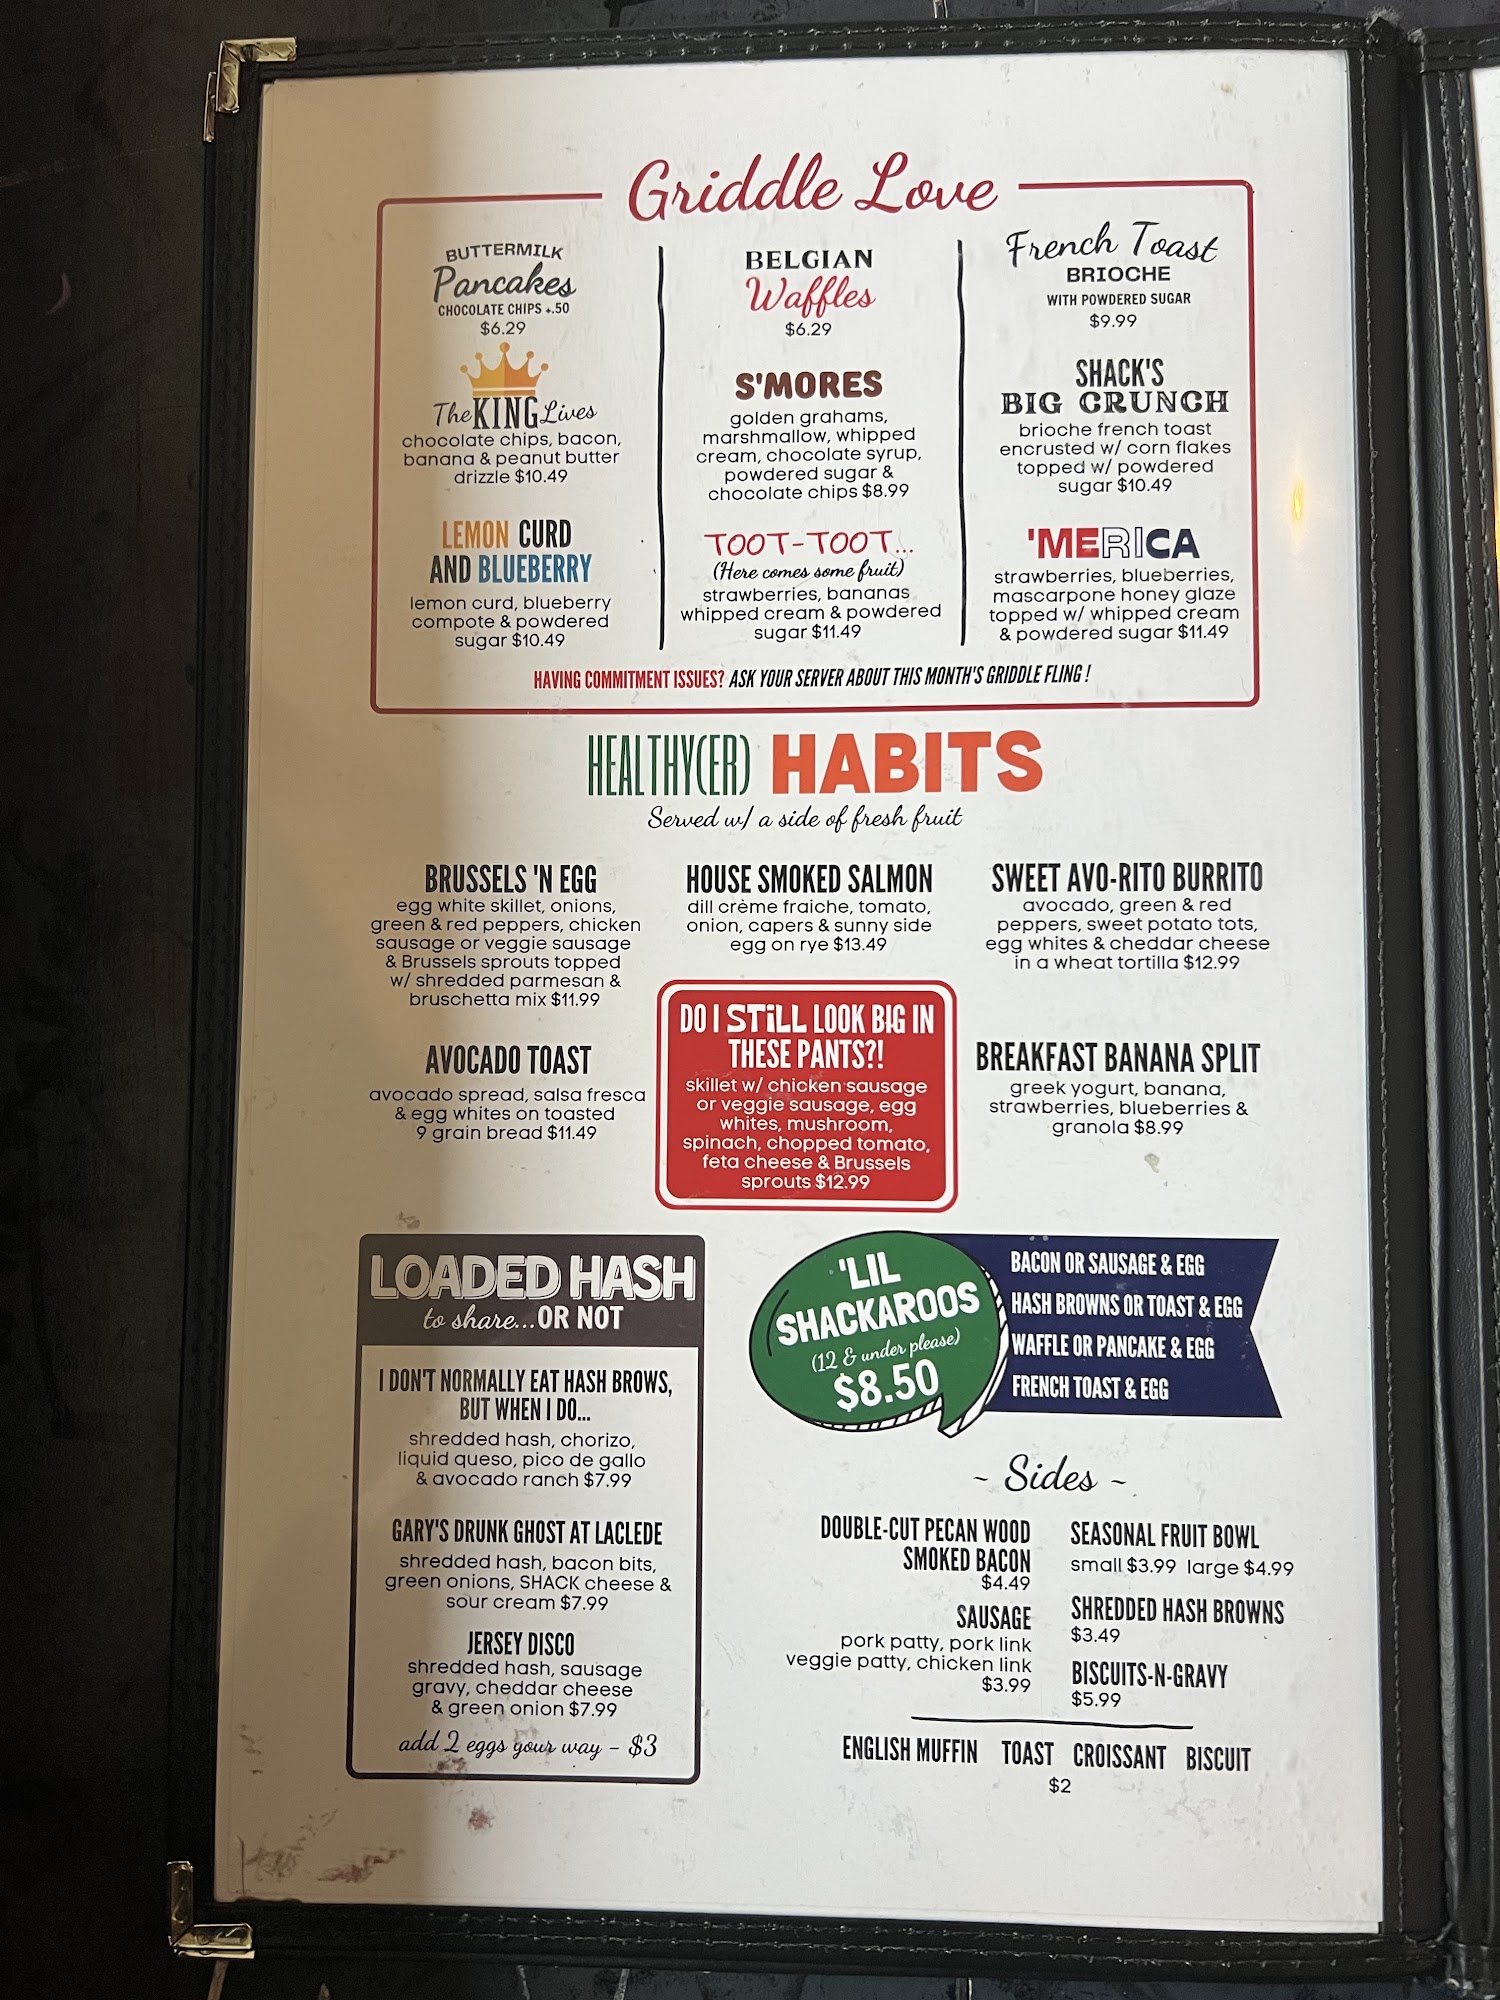 Griddle Love
BUTTERMILK
Pancakes
CHOCOLATE CHIPS +.50
$6.29
The KING Lives
chocolate chips, bacon,
banana & peanut butter
drizzle $10.49
LEMON CURD
AND BLUEBERRY
lemon curd, blueberry
compote & powdered
sugar $10.49
BELGIAN
Waffles
$6.29
S'MORES
golden grahams,
marshmallow, whipped
cream, chocolate syrup,
powdered sugar &
chocolate chips $8.99
TOOT-TOOT...
(Here comes some fruit)
strawberries, bananas
whipped cream & powdered
sugar $11.49
French Toast
BRIOCHE
WITH POWDERED SUGAR
$9.99
SHACK'S
BIG CRUNCH
brioche french toast
encrusted w/ corn flakes
topped w/ powdered
sugar $10.49
'MERICA
strawberries, blueberries,
mascarpone honey glaze
topped w/ whipped cream
& powdered sugar $11.49
HAVING COMMITMENT ISSUES? ASK YOUR SERVER ABOUT THIS MONTH'S GRIDDLE FLING !
HEALTHY(ER) HABITS
Served w/ a side of fresh fruit
BRUSSELS 'N EGG
egg white skillet, onions,
green & red peppers, chicken
sausage or veggie sausage
& Brussels sprouts topped
w/ shredded parmesan &
bruschetta mix $11.99
AVOCADO TOAST
avocado spread, salsa fresca
& egg whites on toasted
9 grain bread $11.49
HOUSE SMOKED SALMON
dill crème fraiche, tomato,
onion, capers & sunny side
egg on rye $13.49
DO I STiLL LOOK BIG IN
THESE PANTS?!
skillet w/ chicken sausage
or veggie sausage, egg
whites, mushroom,
spinach, chopped tomato,
feta cheese & Brussels
sprouts $12.99
SWEET AVO-RITO BURRITO
avocado, green & red
peppers, sweet potato tots,
egg whites & cheddar cheese
in a wheat tortilla $12.99
BREAKFAST BANANA SPLIT
greek yogurt, banana,
strawberries, blueberries &
granola $8.99
LOADED HASH
to share...OR NOT
I DON'T NORMALLY EAT HASH BROWS,
BUT WHEN I DO...
shredded hash, chorizo,
liquid queso, pico de gallo
& avocado ranch $7.99
GARY'S DRUNK GHOST AT LACLEDE
shredded hash, bacon bits,
green onions, SHACK cheese &
sour cream $7.99
JERSEY DISCO
shredded hash, sausage
gravy, cheddar cheese
& green onion $7.99
add 2 eggs your way - $3
'LIL
SHACKAROOS
(12 & under please)
$8.50
BACON OR SAUSAGE & EGG
HASH BROWNS OR TOAST & EGG
WAFFLE OR PANCAKE & EGG
FRENCH TOAST & EGG
~ Sides ~
DOUBLE-CUT PECAN WOOD
SMOKED BACON
$4.49
SAUSAGE
pork patty, pork link
veggie patty, chicken link
$3.99
SEASONAL FRUIT BOWL
small $3.99 large $4.99
SHREDDED HASH BROWNS
$3.49
BISCUITS-N-GRAVY
$5.99
ENGLISH MUFFIN TOAST CROISSANT BISCUIT
$2